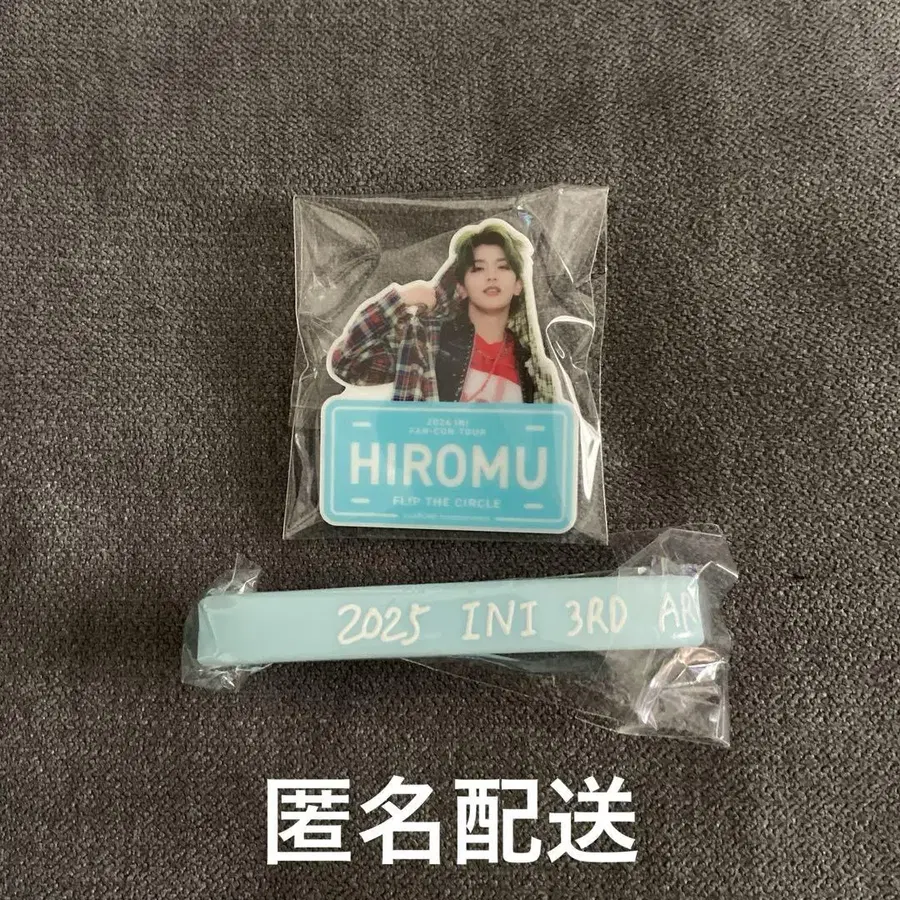 2024 INI
FAN-CON TOUR
HIROMU
FLIP THE CIRCLE
2025 INI 3RD AR
匿名配送